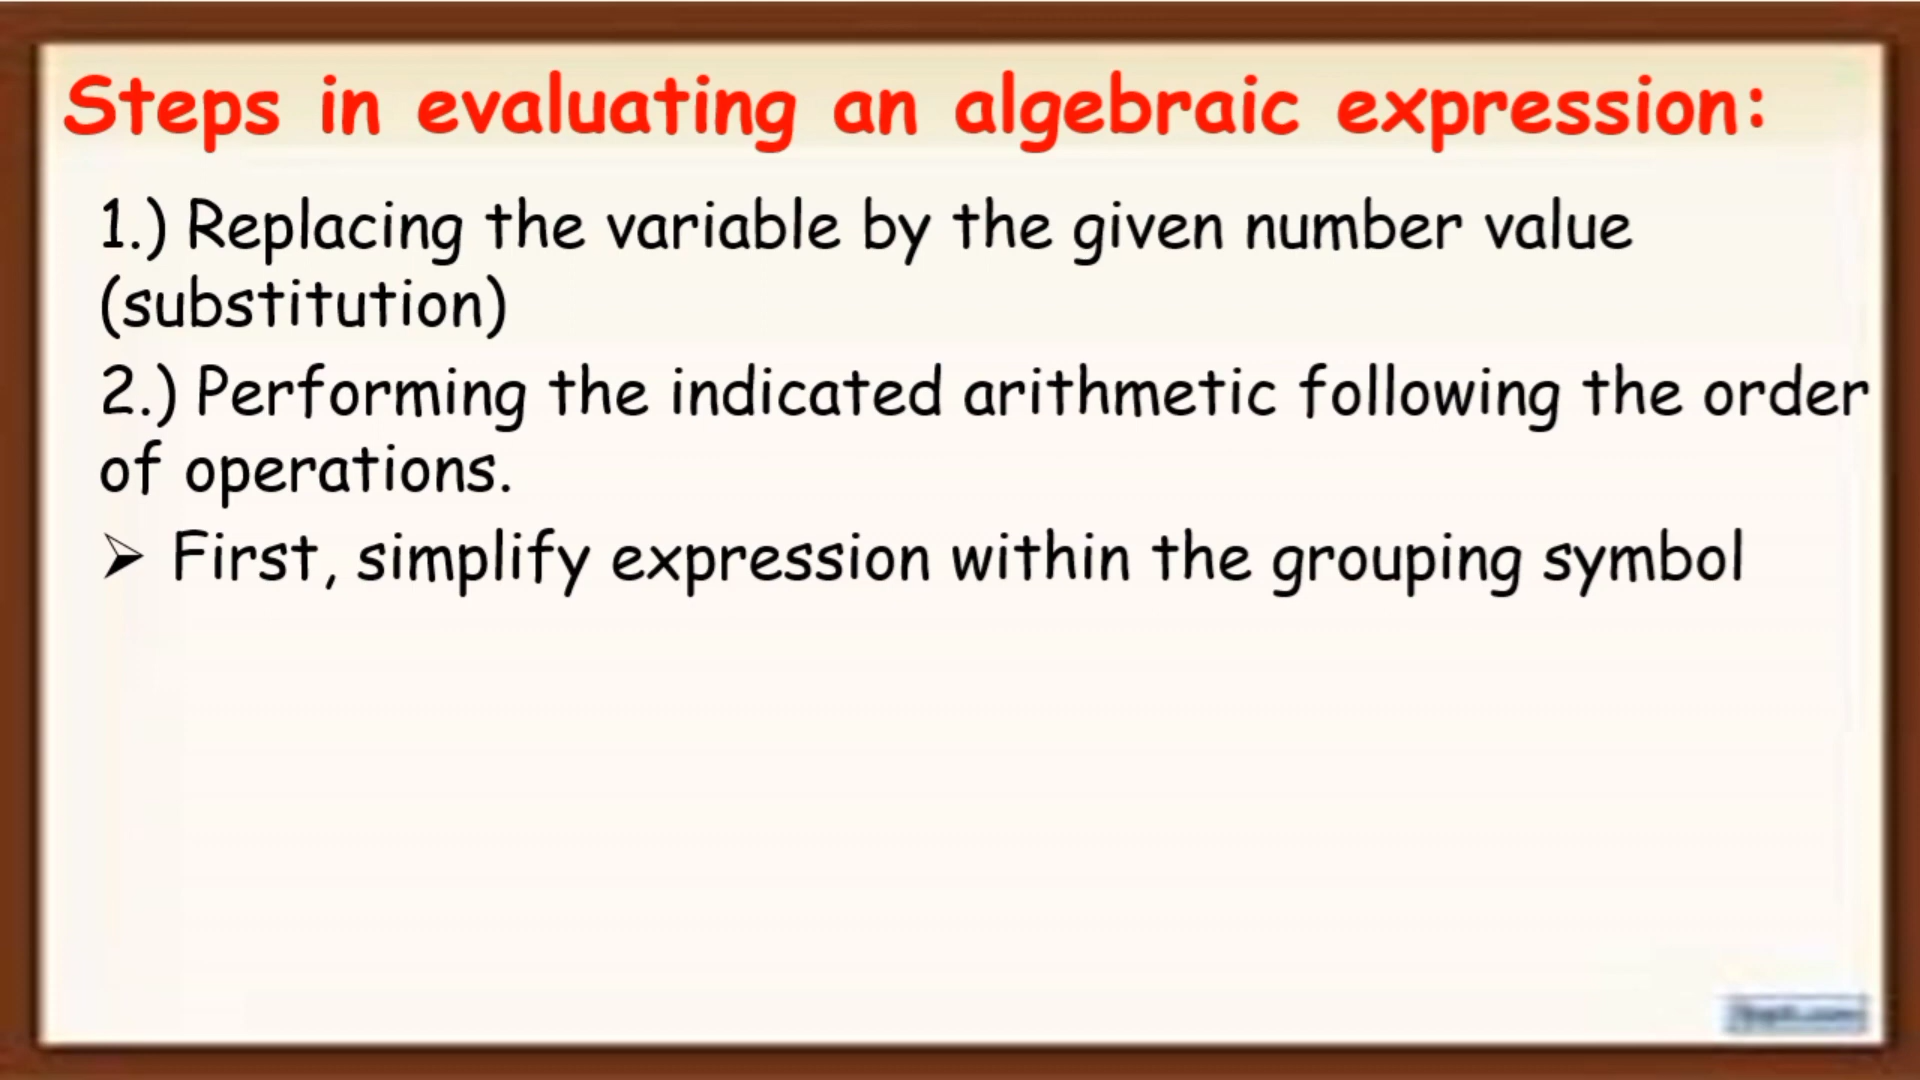 Steps in evaluating an algebraic expression:
1.) Replacing the variable by the given number value
(substitution)
2.) Performing the indicated arithmetic following the order
of operations.
➢ First, simplify expression within the grouping symbol